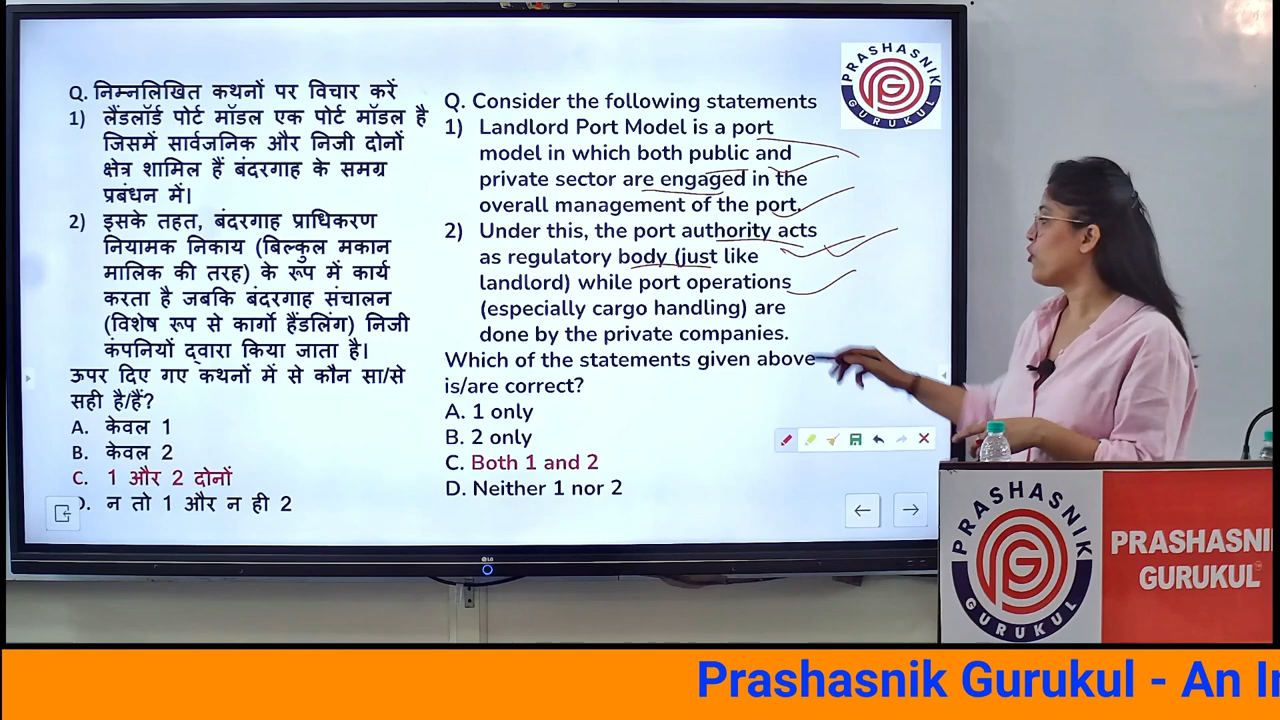 PRASHASNIK
GURUKUL
Q. निम्नलिखित कथनों पर विचार करें
1) लैंडलॉर्ड पोर्ट मॉडल एक पोर्ट मॉडल है
जिसमें सार्वजनिक और निजी दोनों
क्षेत्र शामिल हैं बंदरगाह के समग्र
प्रबंधन में।
2) इसके तहत, बंदरगाह प्राधिकरण
नियामक निकाय (बिल्कुल मकान
मालिक की तरह) के रूप में कार्य
करता है जबकि बंदरगाह संचालन
(विशेष रूप से कार्गो हैंडलिंग) निजी
कंपनियों द्वारा किया जाता है।
ऊपर दिए गए कथनों में से कौन सा/से
सही है/हैं?
A. केवल 1
B. केवल 2
C. 1 और 2 दोनों
). न तो 1 और न ही 2
Q. Consider the following statements
1) Landlord Port Model is a port
model in which both public and
private sector are engaged in the
overall management of the port.
2) Under this, the port authority acts
as regulatory body (just like
landlord) while port operations
(especially cargo handling) are
done by the private companies.
Which of the statements given above
is/are correct?
A. 1 only
B. 2 only
C. Both 1 and 2
D. Neither 1 nor 2
LG
PRASHASNIK
GURUKUL
PRASHASNI
GURUKUL
Prashasnik Gurukul - An I